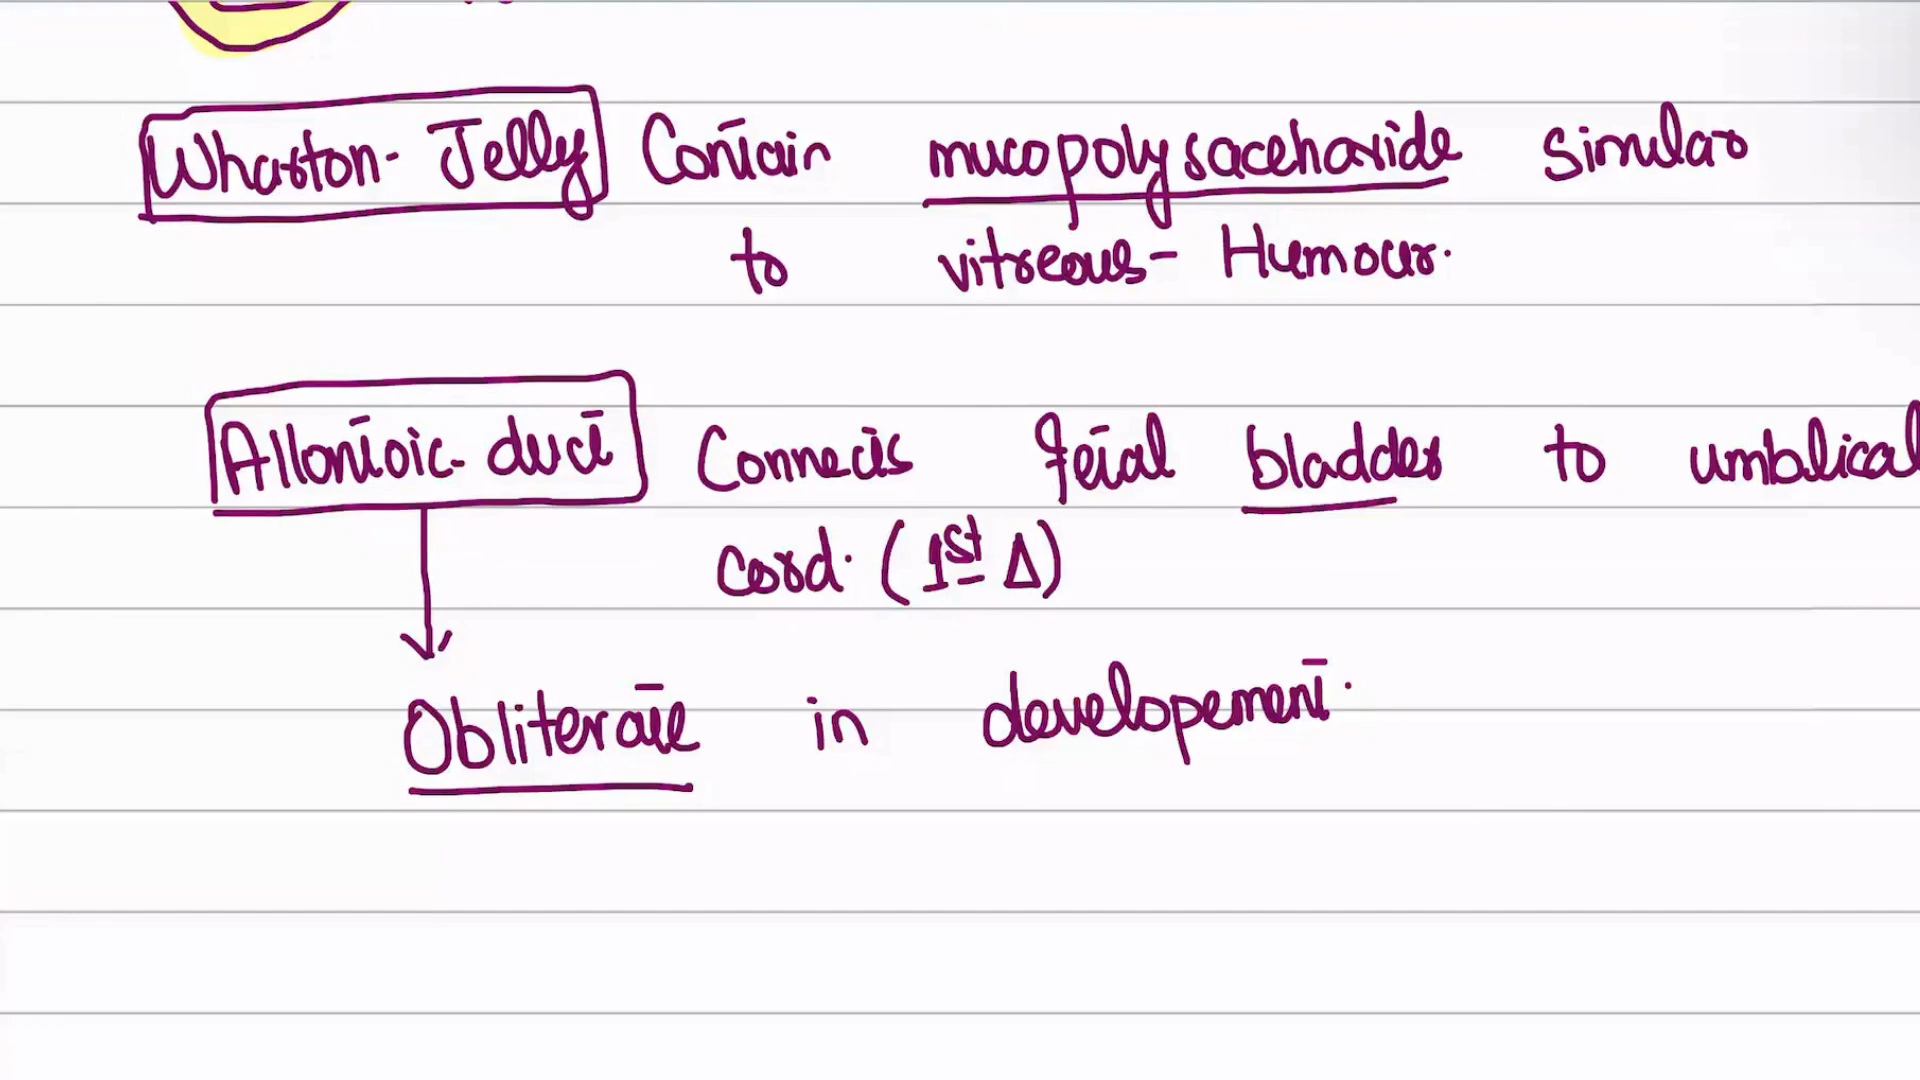 Wharton- Jelly Contain mucopolysaccharide Similar
to vitreous- Humour.
Allontoic- duct Connects fetal bladder to umbilical
Cord. (1st Δ)
Obliterate in developement.